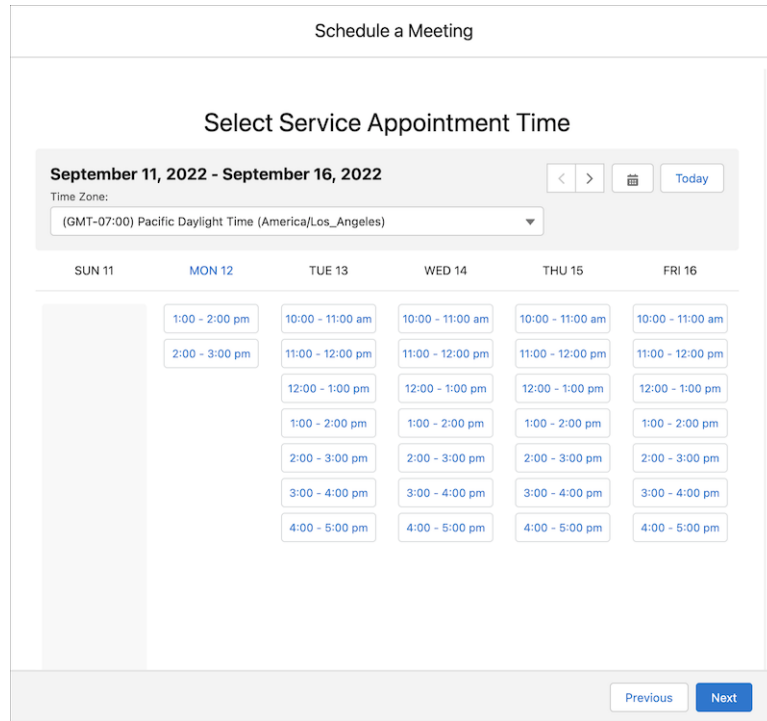 Schedule a Meeting
Select Service Appointment Time
September 11, 2022 - September 16, 2022
Today
Time Zone:
(GMT-07:00) Pacific Daylight Time (America/Los_Angeles)
SUN 11 MON 12 TUE 13 WED 14 THU 15 FRI 16
1:00 - 2:00 pm 10:00 - 11:00 am 10:00 - 11:00 am 10:00 - 11:00 am 10:00 - 11:00 am
2:00 - 3:00 pm 11:00 - 12:00 pm 11:00 - 12:00 pm 11:00 - 12:00 pm 11:00 - 12:00 pm
12:00 - 1:00 pm 12:00 - 1:00 pm 12:00 - 1:00 pm 12:00 - 1:00 pm
1:00 - 2:00 pm 1:00 - 2:00 pm 1:00 - 2:00 pm 1:00 - 2:00 pm
2:00 - 3:00 pm 2:00 - 3:00 pm 2:00 - 3:00 pm 2:00 - 3:00 pm
3:00 - 4:00 pm 3:00 - 4:00 pm 3:00 - 4:00 pm 3:00 - 4:00 pm
4:00 - 5:00 pm 4:00 - 5:00 pm 4:00 - 5:00 pm 4:00 - 5:00 pm
Previous Next